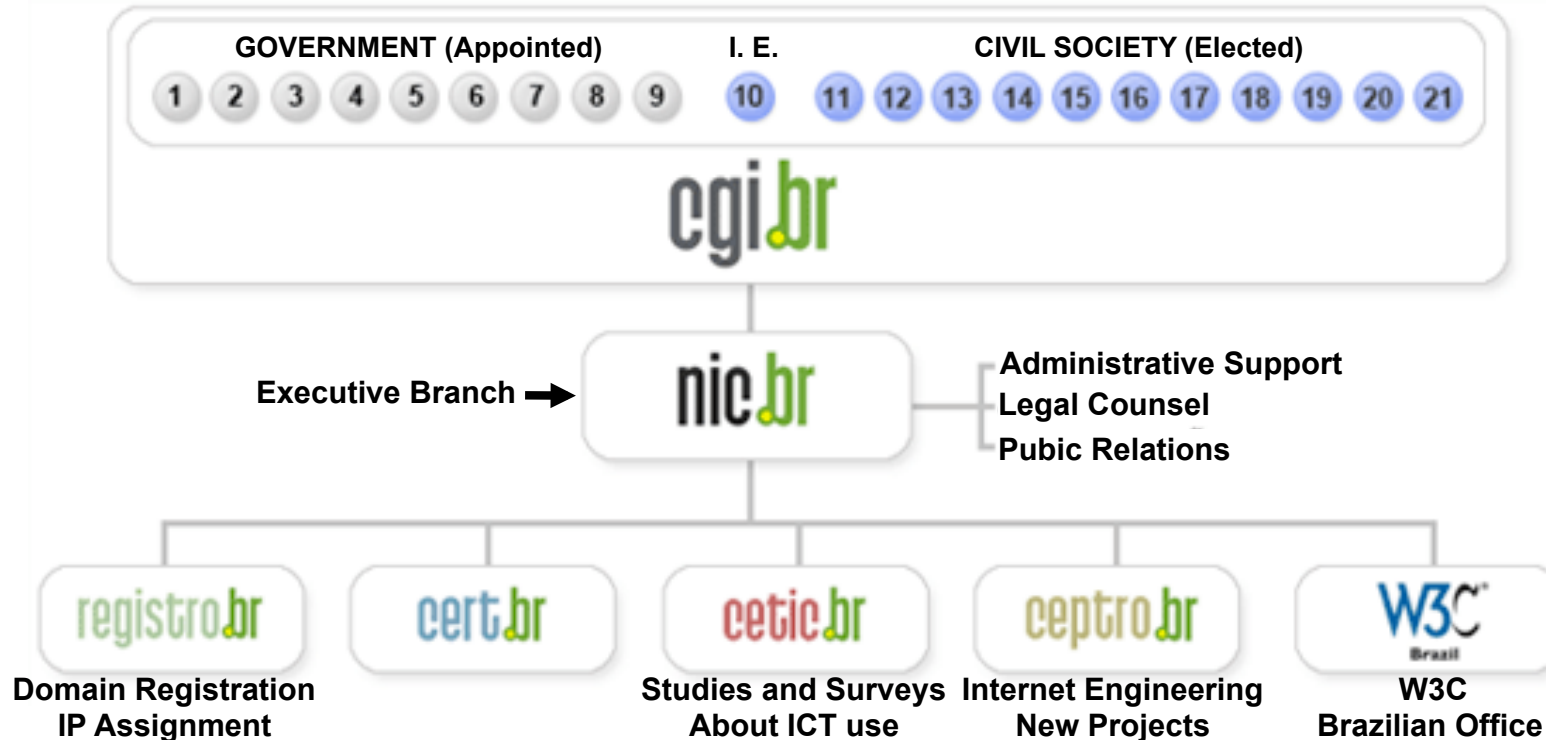 GOVERNMENT (Appointed) I. E. CIVIL SOCIETY (Elected)
1 2 3 4 5 6 7 8 9 10 11 12 13 14 15 16 17 18 19 20 21
cgi.br
Executive Branch
nic.br
Administrative Support
Legal Counsel
Pubic Relations
registro.br cert.br cetic.br ceptro.br W3C
Brazil
Domain Registration Studies and Surveys Internet Engineering W3C
IP Assignment About ICT use New Projects Brazilian Office